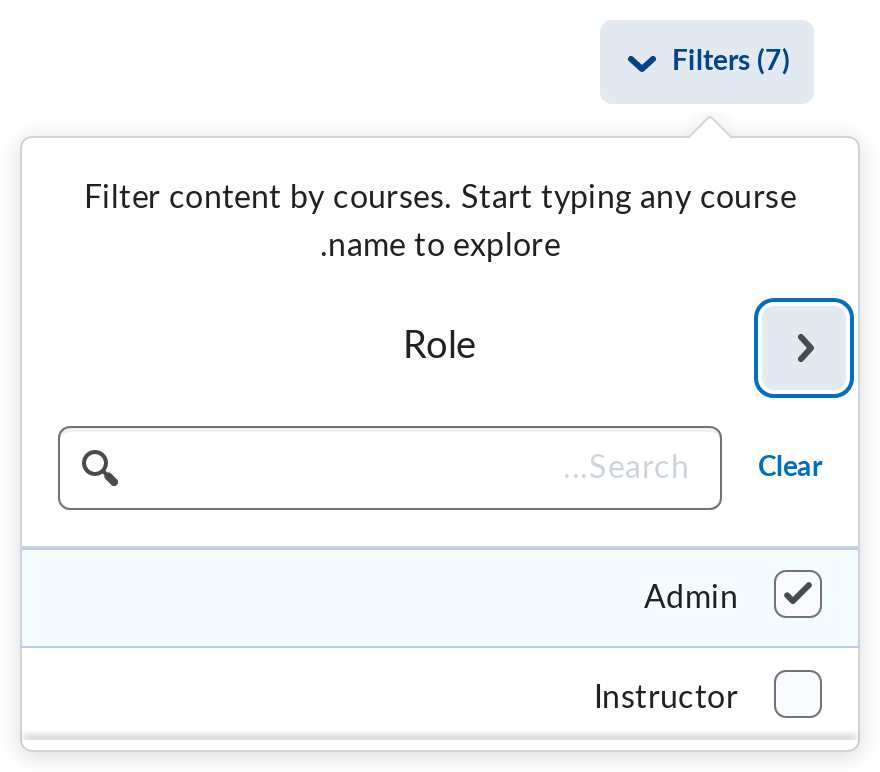 Filters (7)
Filter content by courses. Start typing any course
.name to explore
Role
...Search
Clear
Admin
Instructor